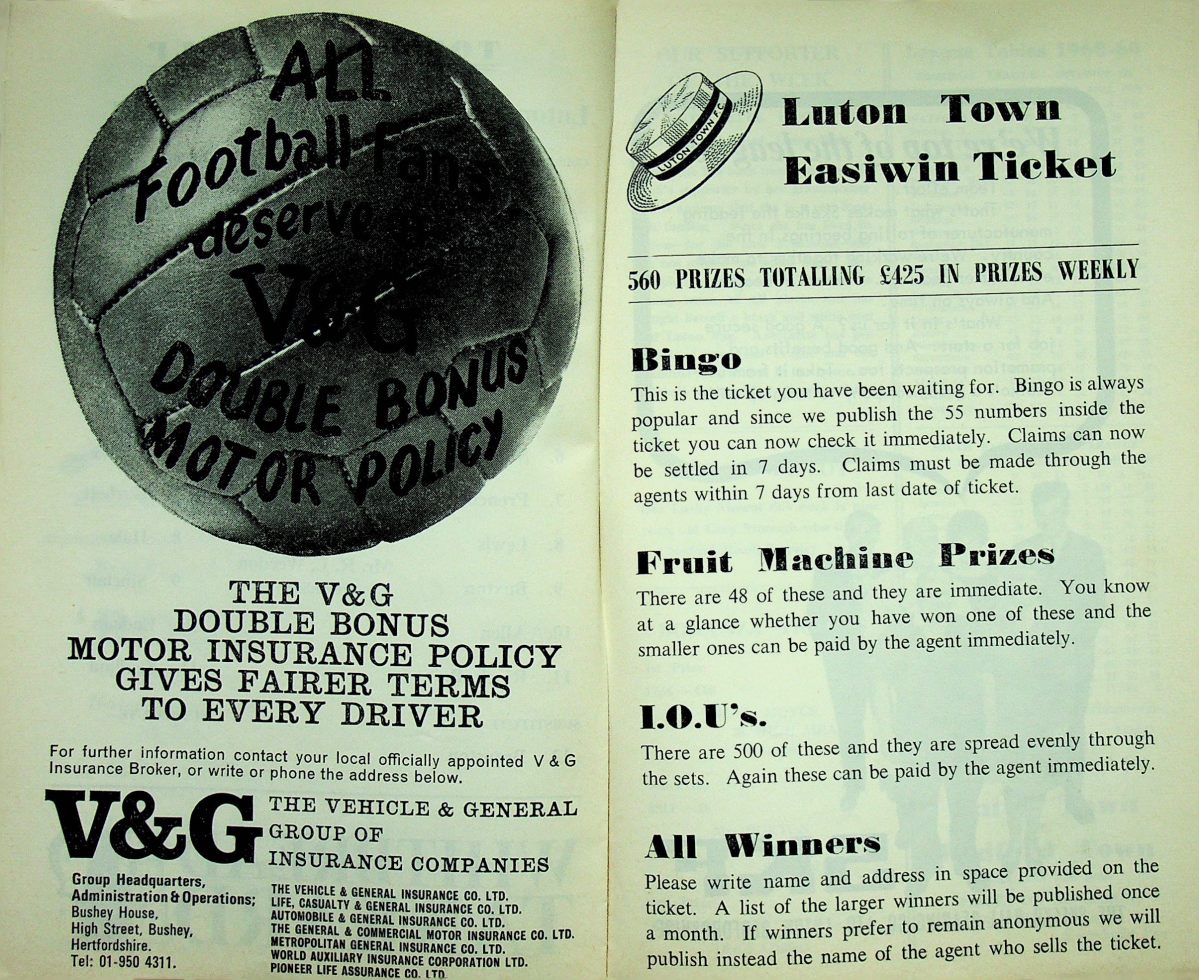 ALL
Football Fans
deserve a
V&G
DOUBLE BONUS
MOTOR POLICY
THE V&G
DOUBLE BONUS
MOTOR INSURANCE POLICY
GIVES FAIRER TERMS
TO EVERY DRIVER
For further information contact your local officially appointed V & G
Insurance Broker, or write or phone the address below.
V&G
THE VEHICLE & GENERAL
GROUP OF
INSURANCE COMPANIES
Group Headquarters,
Administration & Operations;
Bushey House,
High Street, Bushey,
Hertfordshire.
Tel: 01-950 4311.
THE VEHICLE & GENERAL INSURANCE CO. LTD.
LIFE, CASUALTY & GENERAL INSURANCE CO. LTD.
AUTOMOBILE & GENERAL INSURANCE CO. LTD.
THE GENERAL & COMMERCIAL MOTOR INSURANCE CO. LTD.
METROPOLITAN GENERAL INSURANCE CO. LTD.
WORLD AUXILIARY INSURANCE CORPORATION LTD.
PIONEER LIFE ASSURANCE CO. LTD.
LUTON TOWN F.C.
Luton Town
Easiwin Ticket
560 PRIZES TOTALLING £425 IN PRIZES WEEKLY
Bingo
This is the ticket you have been waiting for. Bingo is always
popular and since we publish the 55 numbers inside the
ticket you can now check it immediately. Claims can now
be settled in 7 days. Claims must be made through the
agents within 7 days from last date of ticket.
Fruit Machine Prizes
There are 48 of these and they are immediate. You know
at a glance whether you have won one of these and the
smaller ones can be paid by the agent immediately.
I.O.U's.
There are 500 of these and they are spread evenly through
the sets. Again these can be paid by the agent immediately.
All Winners
Please write name and address in space provided on the
ticket. A list of the larger winners will be published once
a month. If winners prefer to remain anonymous we will
publish instead the name of the agent who sells the ticket.